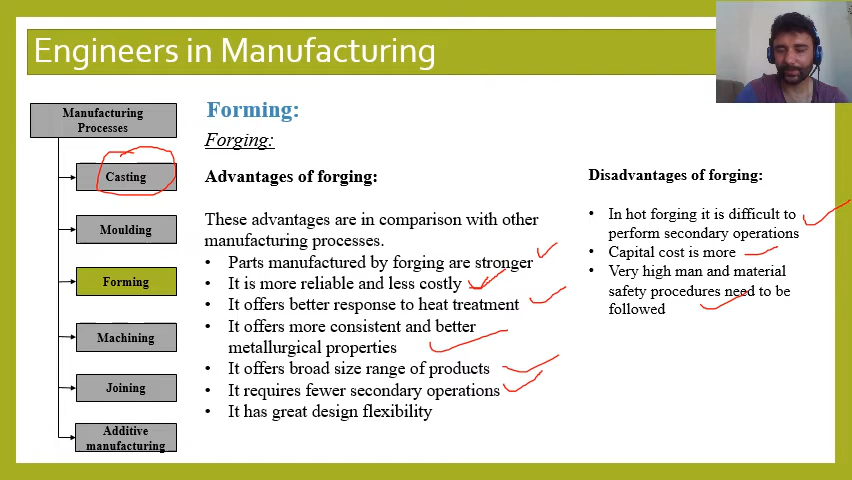 Engineers in Manufacturing
Manufacturing
Processes
Casting
Moulding
Forming
Machining
Joining
Additive
manufacturing
Forming:
Forging:
Advantages of forging:
These advantages are in comparison with other
manufacturing processes.
• Parts manufactured by forging are stronger
• It is more reliable and less costly
• It offers better response to heat treatment
• It offers more consistent and better
metallurgical properties
• It offers broad size range of products
• It requires fewer secondary operations
• It has great design flexibility
Disadvantages of forging:
• In hot forging it is difficult to
perform secondary operations
• Capital cost is more
• Very high man and material
safety procedures need to be
followed